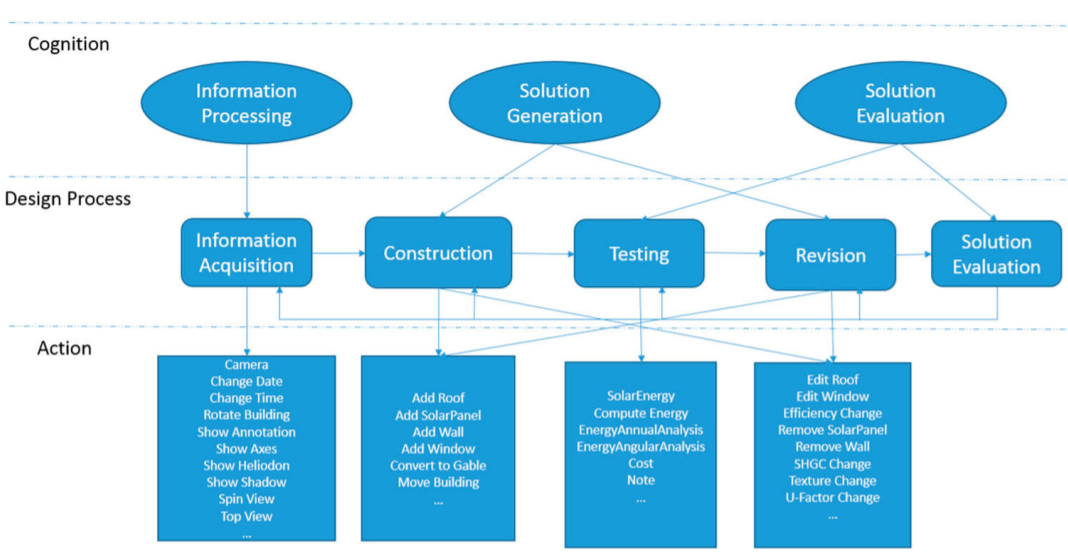 Cognition
Information
Processing
Solution
Generation
Solution
Evaluation
Design Process
Information
Acquisition
Construction
Testing
Revision
Solution
Evaluation
Action
Camera
Change Date
Change Time
Rotate Building
Show Annotation
Show Axes
Show Heliodon
Show Shadow
Spin View
Top View
...
Add Roof
Add SolarPanel
Add Wall
Add Window
Convert to Gable
Move Building
...
SolarEnergy
Compute Energy
EnergyAnnualAnalysis
EnergyAngularAnalysis
Cost
Note
...
Edit Roof
Edit Window
Efficiency Change
Remove SolarPanel
Remove Wall
SHGC Change
Texture Change
U-Factor Change
...